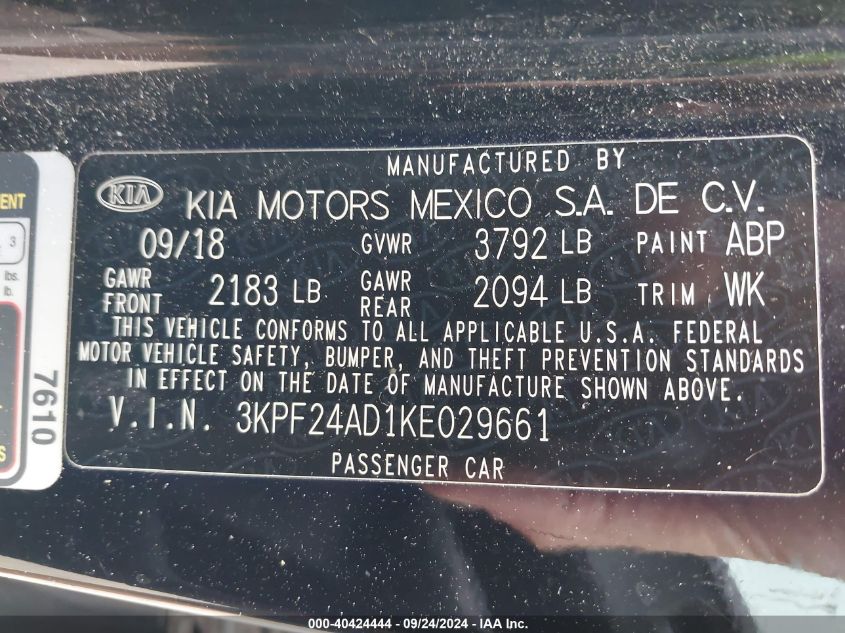 MANUFACTURED BY
KIA KIA MOTORS MEXICO S.A. DE C.V.
09/18 GVWR 3792 LB PAINT ABP
GAWR FRONT 2183 LB GAWR REAR 2094 LB TRIM WK
THIS VEHICLE CONFORMS TO ALL APPLICABLE U.S.A. FEDERAL
MOTOR VEHICLE SAFETY, BUMPER, AND THEFT PREVENTION STANDARDS
IN EFFECT ON THE DATE OF MANUFACTURE SHOWN ABOVE.
V.I.N. 3KPF24AD1KE029661
PASSENGER CAR
3
lbs.
lb.
7610
000-40424444 - 09/24/2024 - IAA Inc.